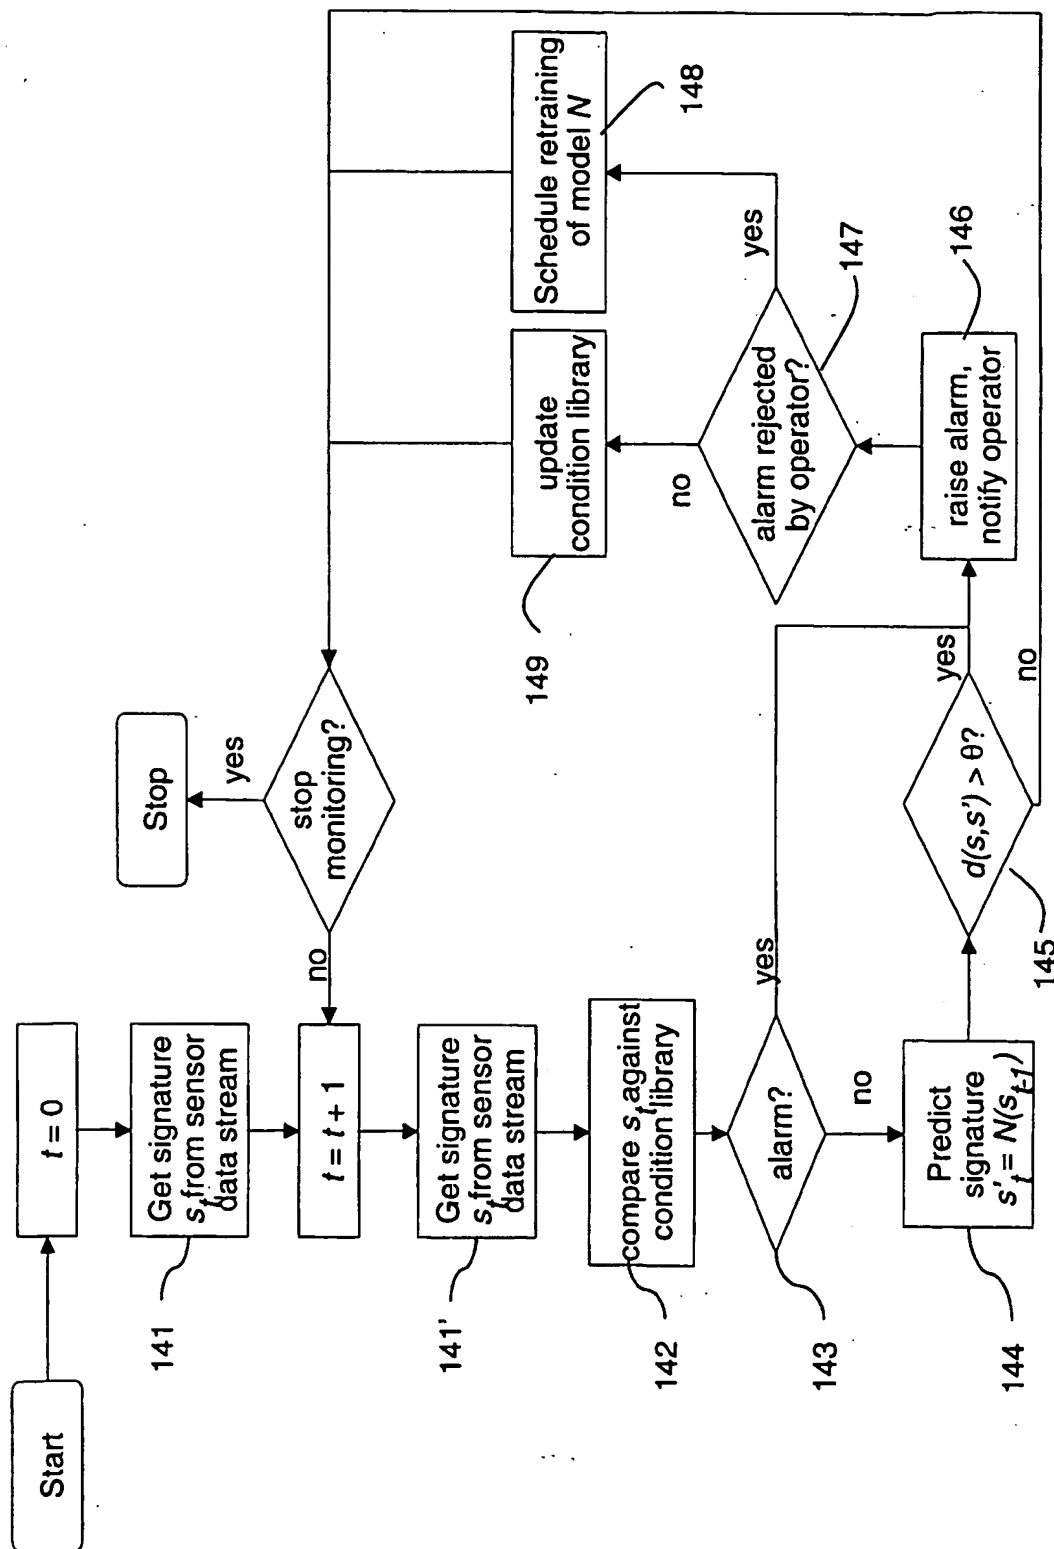 Start
t = 0
Get signature
s_t from sensor
data stream
141
t = t + 1
Get signature
s_t from sensor
data stream
141'
compare s_t against
condition library
142
alarm?
143
yes
no
Predict
signature
s'_t = N(s_{t-1})
144
d(s,s') > θ?
145
yes
no
raise alarm,
notify operator
146
alarm rejected
by operator?
147
no
yes
update
condition library
149
Schedule retraining
of model N
148
stop
monitoring?
no
yes
Stop